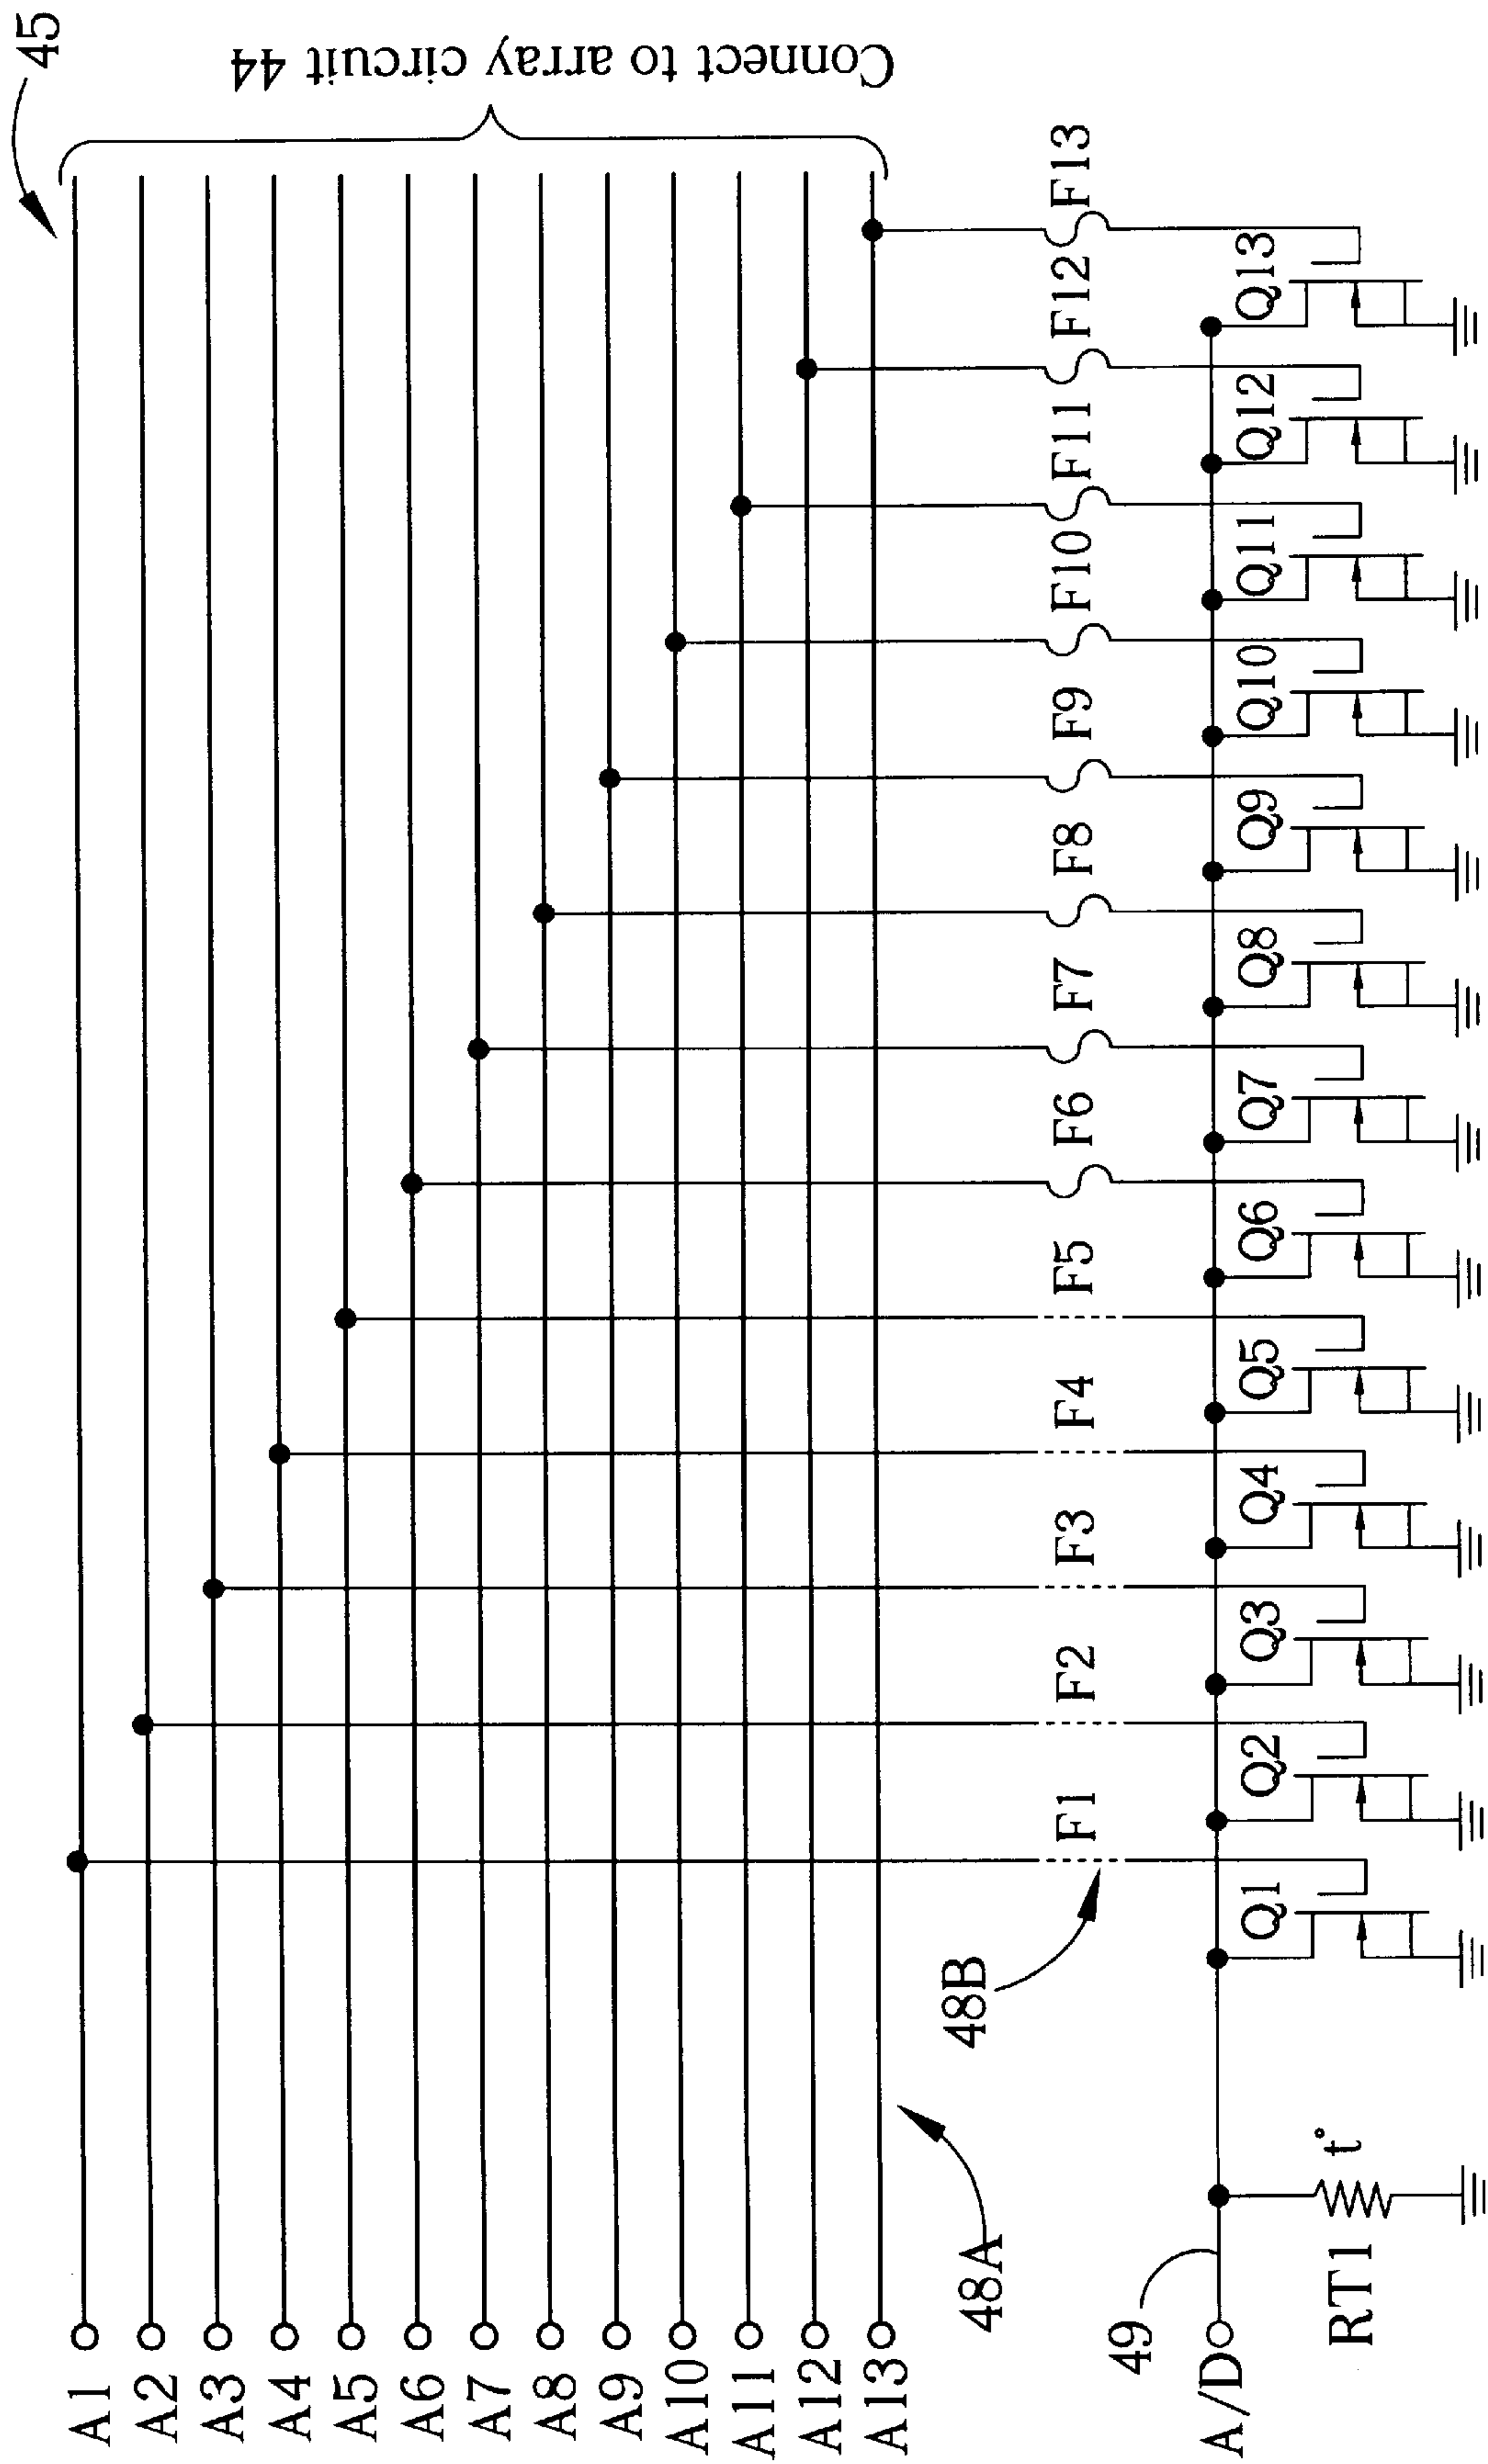 45
Connect to array circuit 44
A1
A2
A3
A4
A5
A6
A7
A8
A9
A10
A11
A12
A13
48A
48B
F1
F2
F3
F4
F5
F6
F7
F8
F9
F10
F11
F12
F13
49
A/D
Q1
Q2
Q3
Q4
Q5
Q6
Q7
Q8
Q9
Q10
Q11
Q12
Q13
RT1
t°